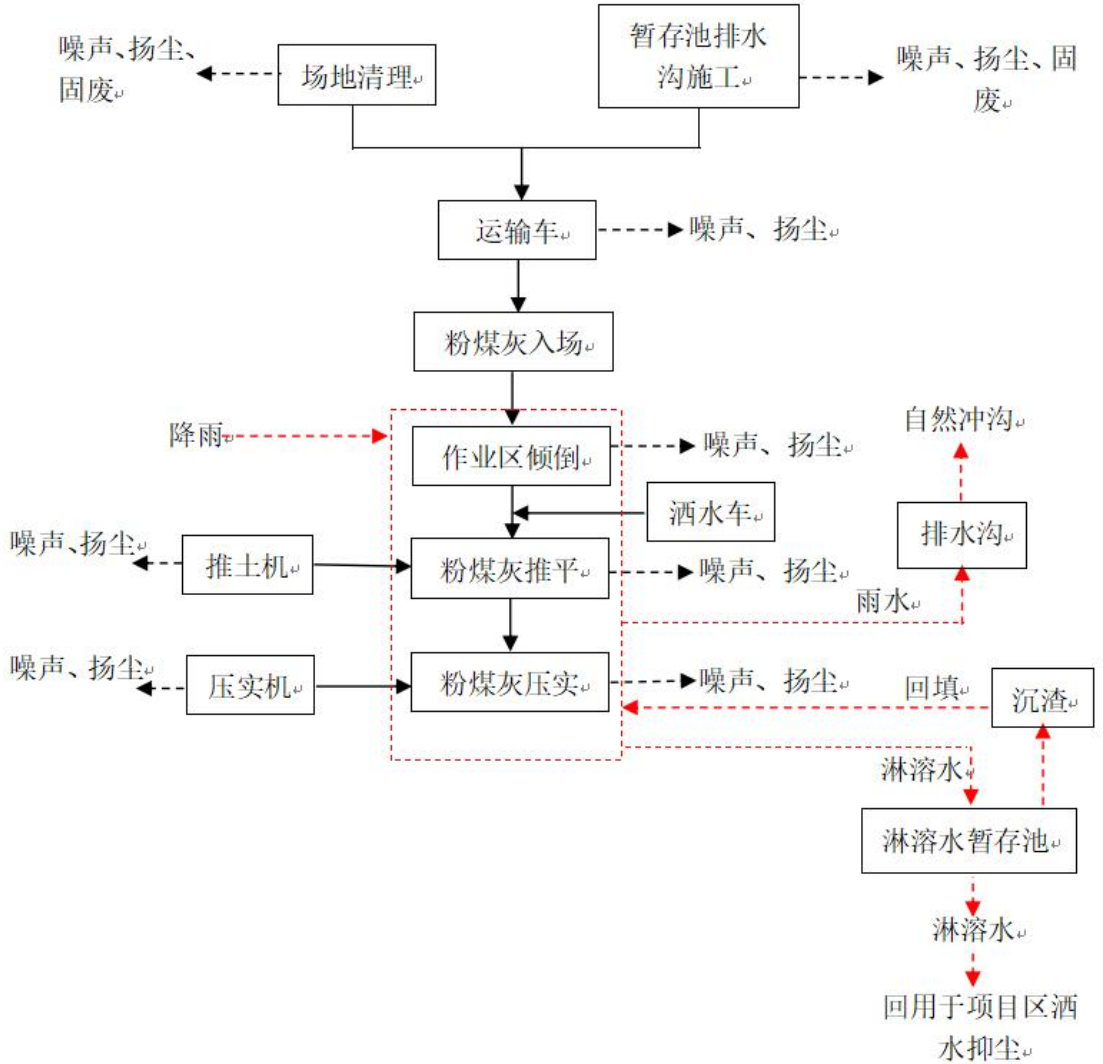 噪声、扬尘、
固废
场地清理
暂存池排水
沟施工
噪声、扬尘、固
废
运输车
噪声、扬尘
粉煤灰入场
降雨
作业区倾倒
噪声、扬尘
自然冲沟
洒水车
排水沟
噪声、扬尘
推土机
粉煤灰推平
噪声、扬尘
雨水
噪声、扬尘
压实机
粉煤灰压实
噪声、扬尘
回填
沉渣
淋溶水
淋溶水暂存池
淋溶水
回用于项目区洒
水抑尘